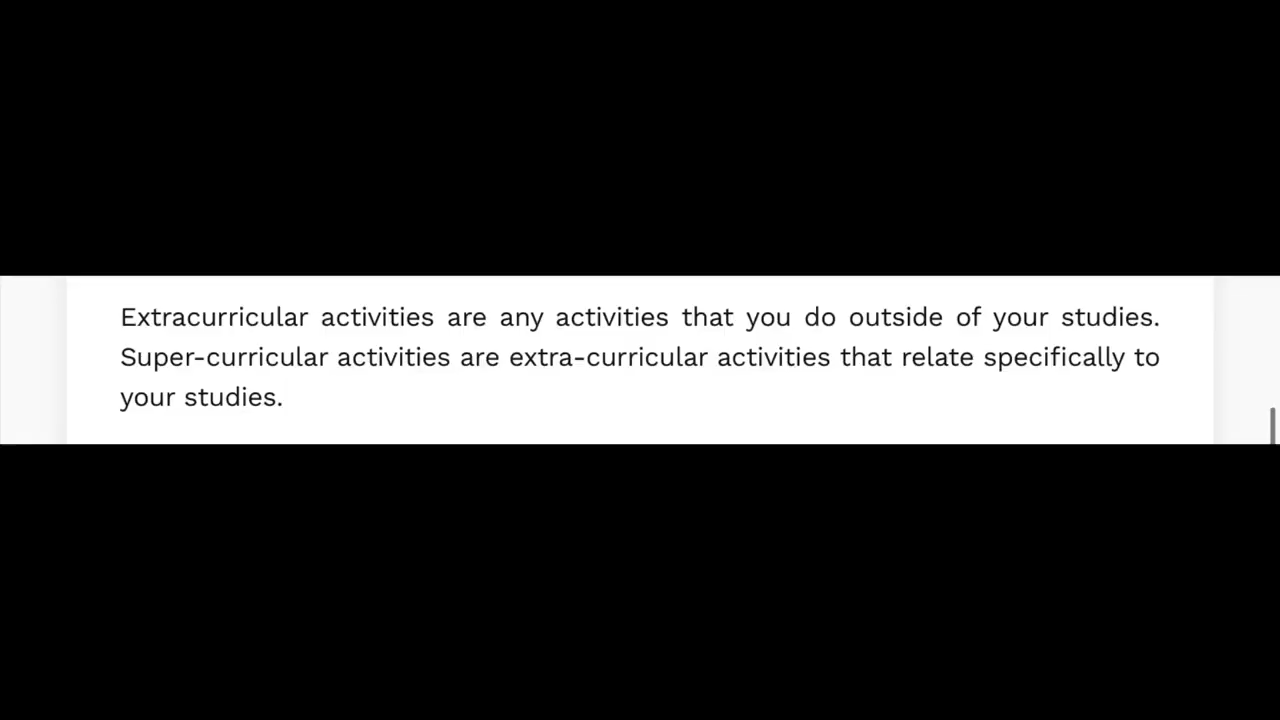 Extracurricular activities are any activities that you do outside of your studies.
Super-curricular activities are extra-curricular activities that relate specifically to
your studies.